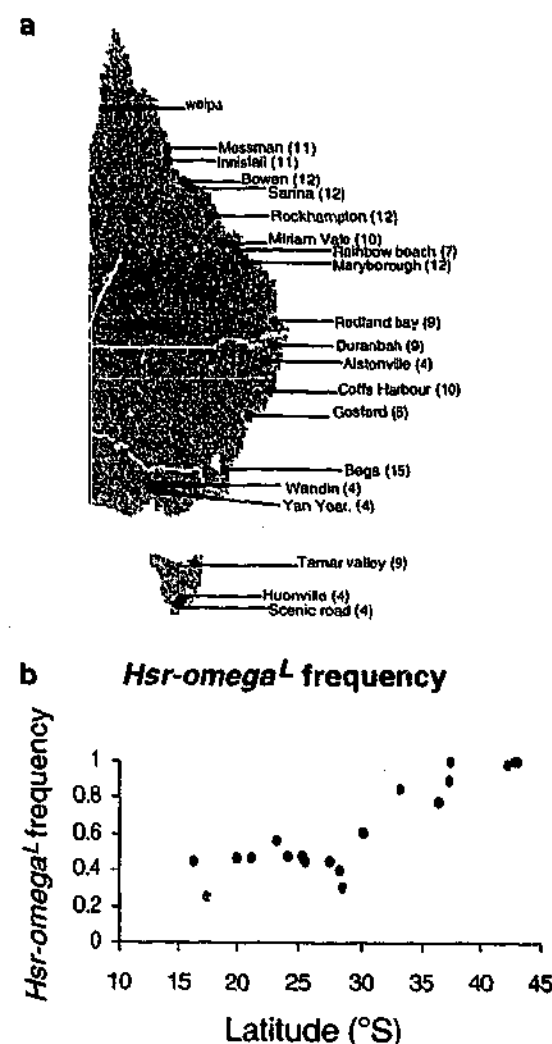 a
weipa
Mossman (11)
Innisfail (11)
Bowen (12)
Sarina (12)
Rockhampton (12)
Miriam Vale (10)
Rainbow beach (7)
Maryborough (12)
Redland bay (9)
Duranbah (9)
Alstonville (4)
Coffs Harbour (10)
Gosford (6)
Bega (15)
Wandin (4)
Yan Year. (4)
Tamar valley (9)
Huonville (4)
Scenic road (4)
b Hsr-omega^L frequency
Hsr-omega^L frequency
1
0.8
0.6
0.4
0.2
0
10 15 20 25 30 35 40 45
Latitude (°S)